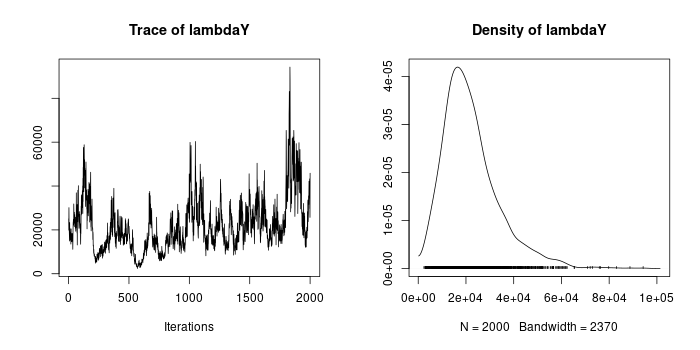 Trace of lambdaY
60000
20000
0
0
500
1000
1500
2000
Iterations
Density of lambdaY
4e-05
3e-05
2e-05
1e-05
0e+00
0e+00
2e+04
4e+04
6e+04
8e+04
1e+05
N = 2000 Bandwidth = 2370